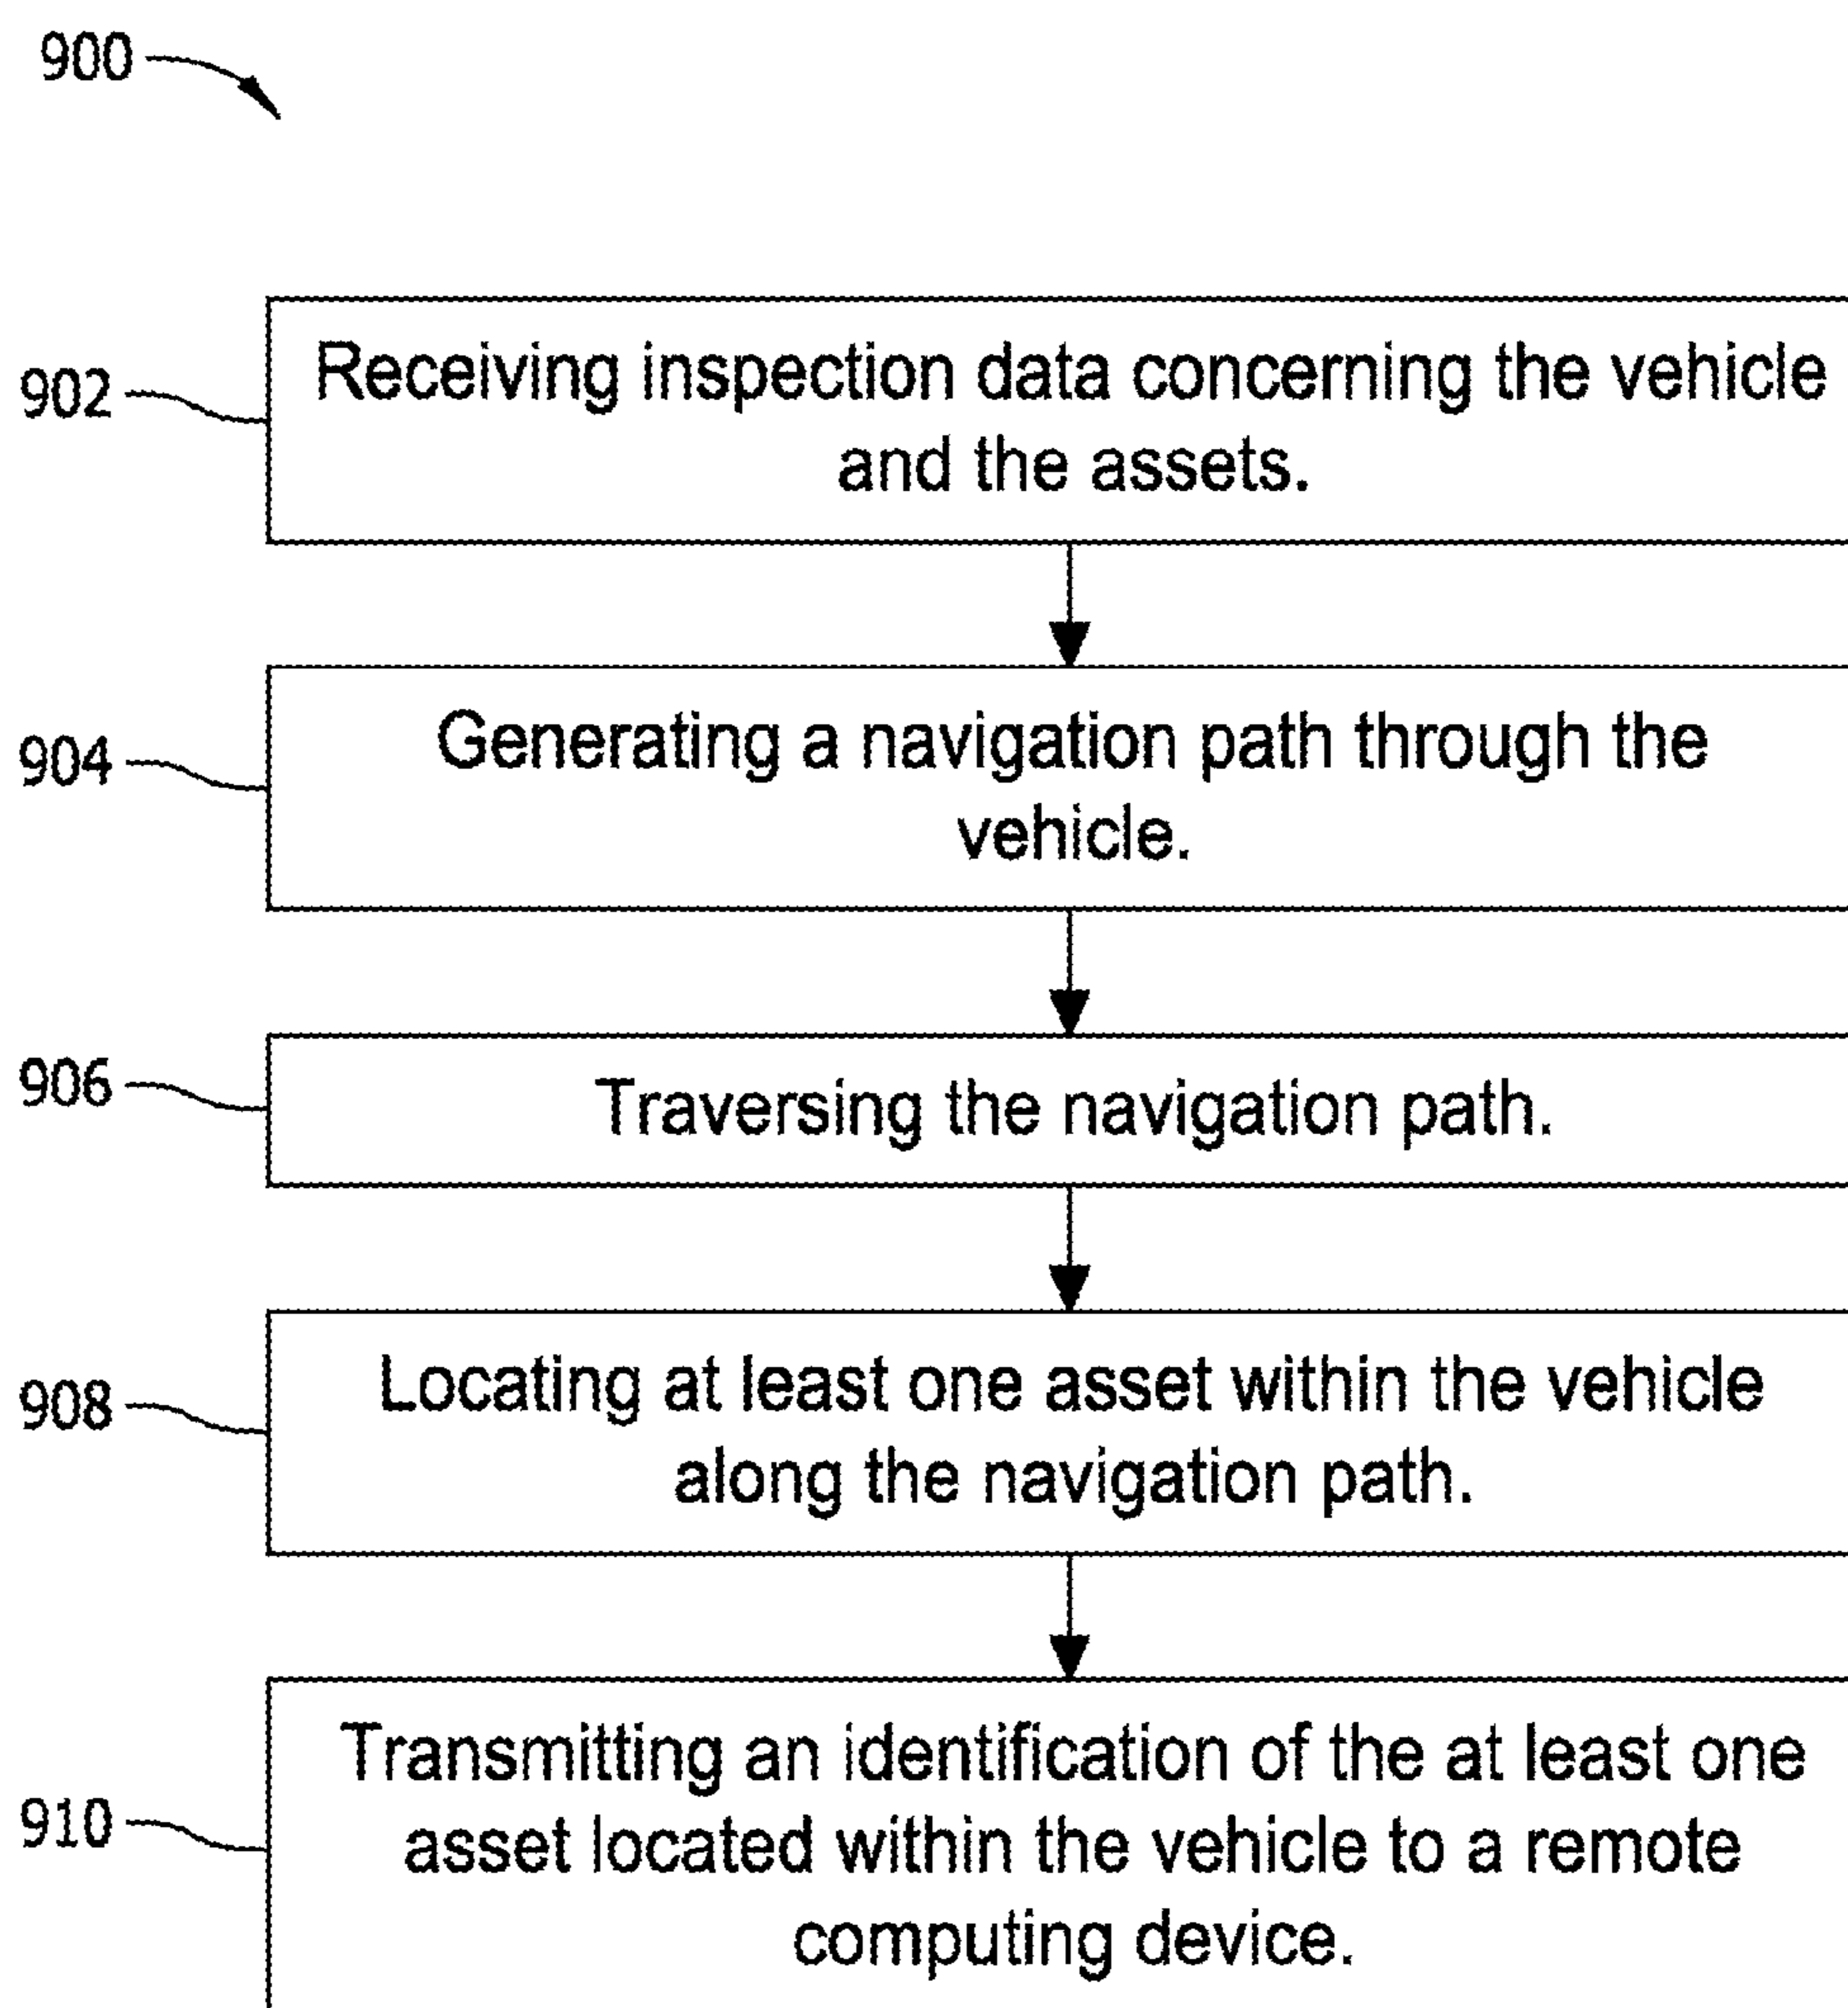 900
902
Receiving inspection data concerning the vehicle
and the assets.
904
Generating a navigation path through the
vehicle.
906
Traversing the navigation path.
908
Locating at least one asset within the vehicle
along the navigation path.
910
Transmitting an identification of the at least one
asset located within the vehicle to a remote
computing device.